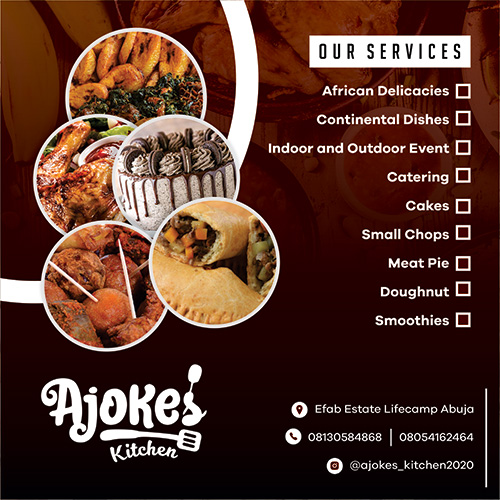 OUR SERVICES
African Delicacies
Continental Dishes
Indoor and Outdoor Event
Catering
Cakes
Small Chops
Meat Pie
Doughnut
Smoothies
Ajokes
Kitchen
Efab Estate Lifecamp Abuja
08130584868 | 08054162464
@ajokes_kitchen2020